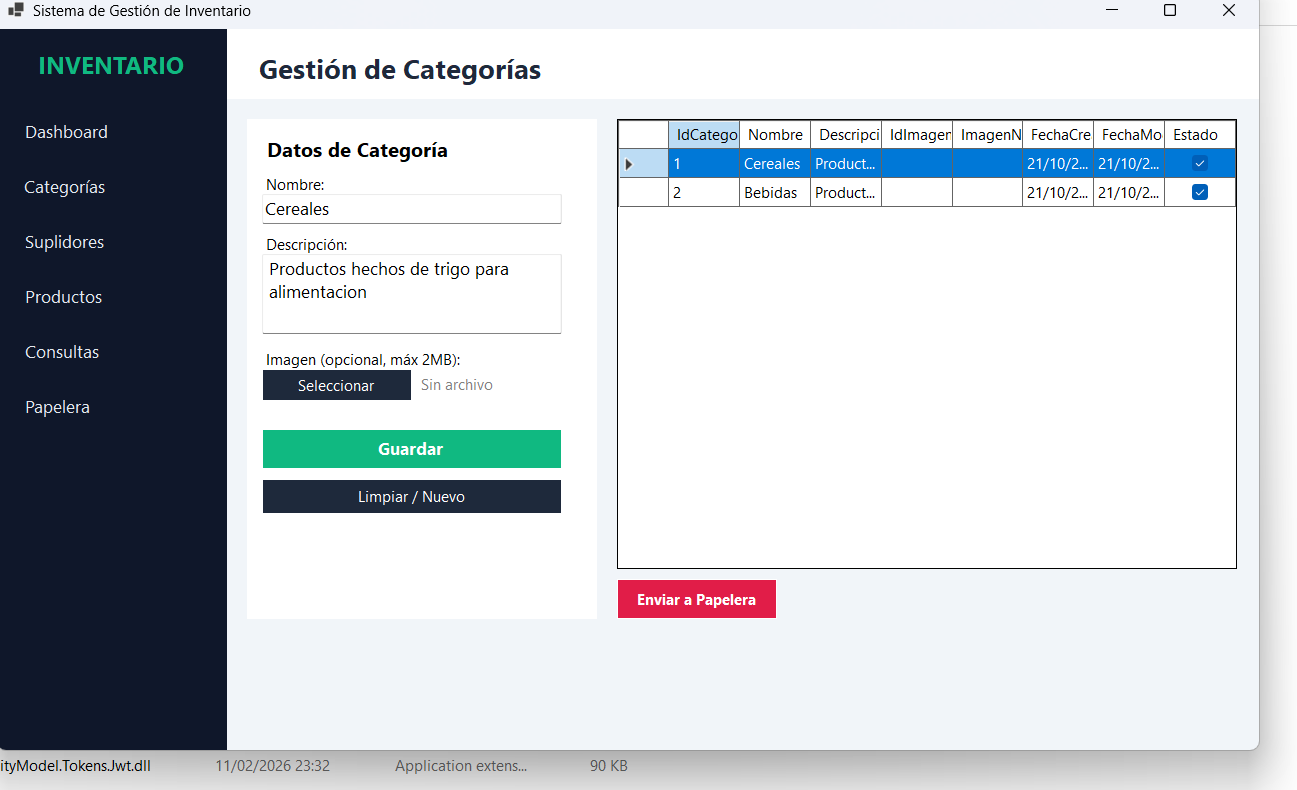 Sistema de Gestión de Inventario
INVENTARIO
Dashboard
Categorías
Suplidores
Productos
Consultas
Papelera
Gestión de Categorías
Datos de Categoría
Nombre:
Cereales
Descripción:
Productos hechos de trigo para
alimentacion
Imagen (opcional, máx 2MB):
Seleccionar Sin archivo
Guardar
Limpiar / Nuevo
IdCatego Nombre Descripci IdImagen ImagenN FechaCre FechaMo Estado
1 Cereales Product... 21/10/2... 21/10/2...
2 Bebidas Product... 21/10/2... 21/10/2...
Enviar a Papelera
ityModel.Tokens.Jwt.dll 11/02/2026 23:32 Application extens... 90 KB